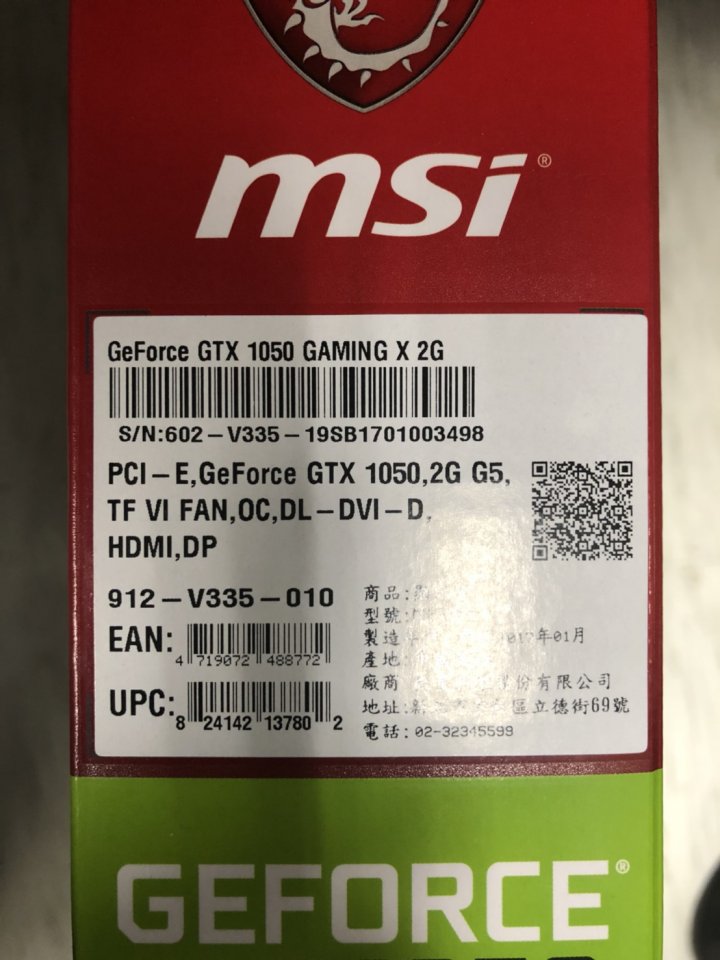 msi®
GeForce GTX 1050 GAMING X 2G
S/N:602-V335-19SB1701003498
PCI-E,GeForce GTX 1050,2G G5,
TF VI FAN,OC,DL-DVI-D,
HDMI,DP
912-V335-010
EAN:
4 719072 488772
UPC:
8 24142 13780 2
商品:
型號:
製造 年01月
產地:
廠商 份有限公司
地址:新 區立德街69號
電話:02-32345599
GEFORCE®